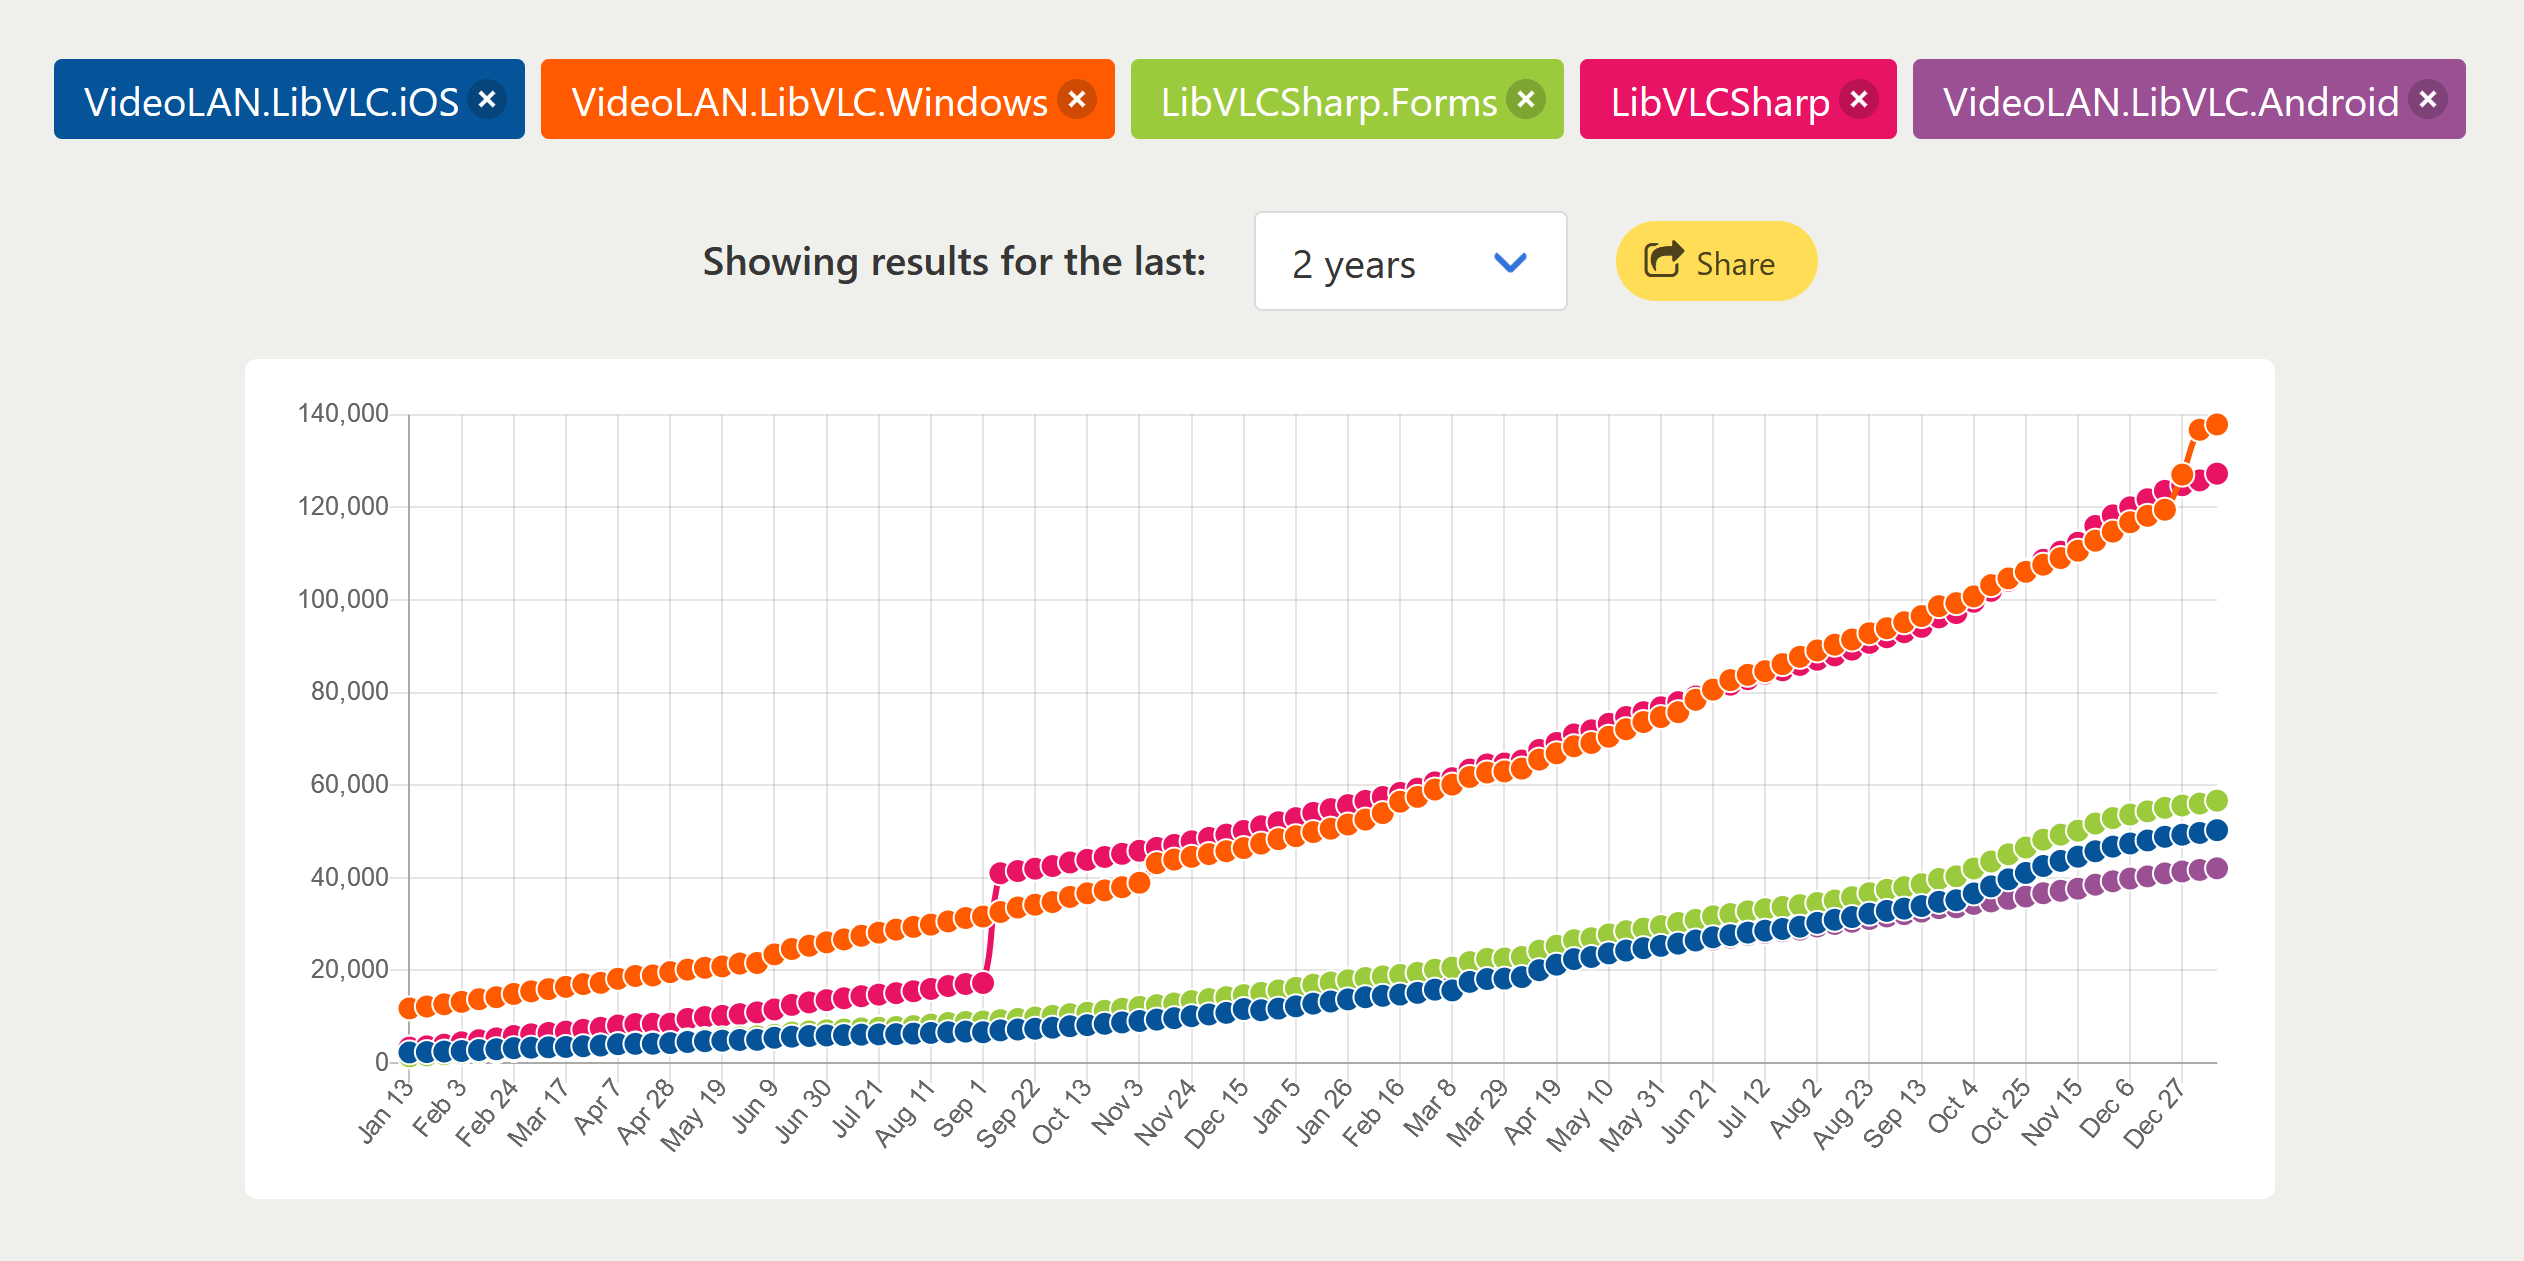 VideoLAN.LibVLC.iOS × VideoLAN.LibVLC.Windows × LibVLCSharp.Forms × LibVLCSharp × VideoLAN.LibVLC.Android ×
Showing results for the last: 2 years Share
140,000
120,000
100,000
80,000
60,000
40,000
20,000
0
Jan 13 Feb 3 Feb 24 Mar 17 Apr 7 Apr 28 May 19 Jun 9 Jun 30 Jul 21 Aug 11 Sep 1 Sep 22 Oct 13 Nov 3 Nov 24 Dec 15 Jan 5 Jan 26 Feb 16 Mar 8 Mar 29 Apr 19 May 10 May 31 Jun 21 Jul 12 Aug 2 Aug 23 Sep 13 Oct 4 Oct 25 Nov 15 Dec 6 Dec 27